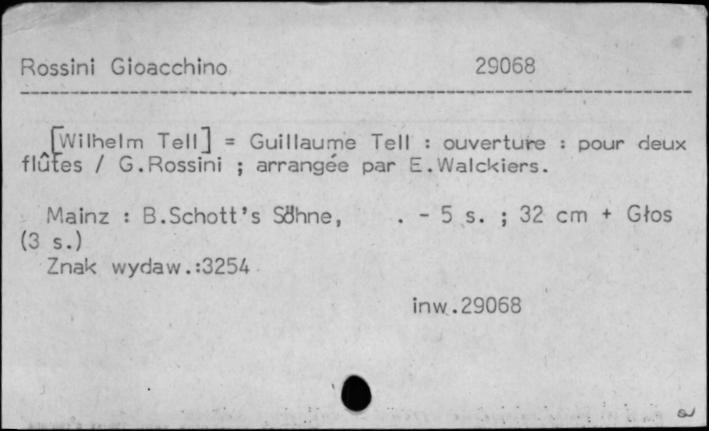 Rossini Gioacchino 29068
[Wilhelm Tell] = Guillaume Tell : ouverture : pour deux
flûtes / G.Rossini ; arrangée par E.Walckiers.
Mainz : B.Schott's Söhne, . - 5 s. ; 32 cm + Głos
(3 s.)
Znak wydaw.:3254
inw.29068